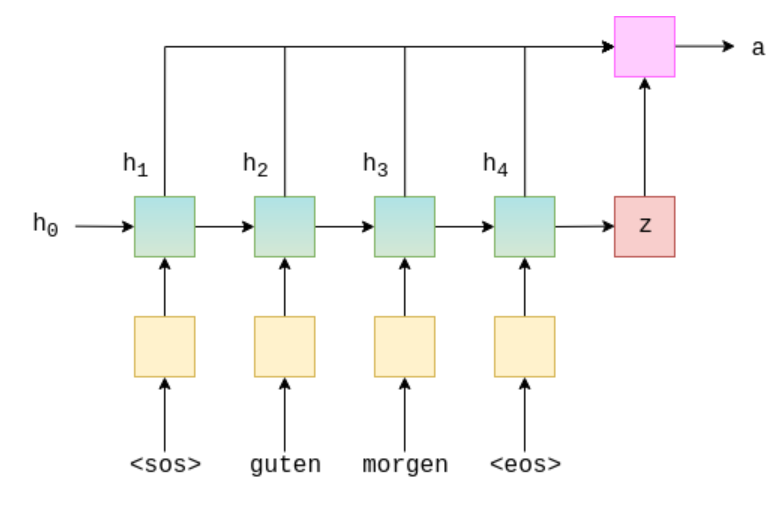 a
h₁ h₂ h₃ h₄
h₀ z
<sos> guten morgen <eos>